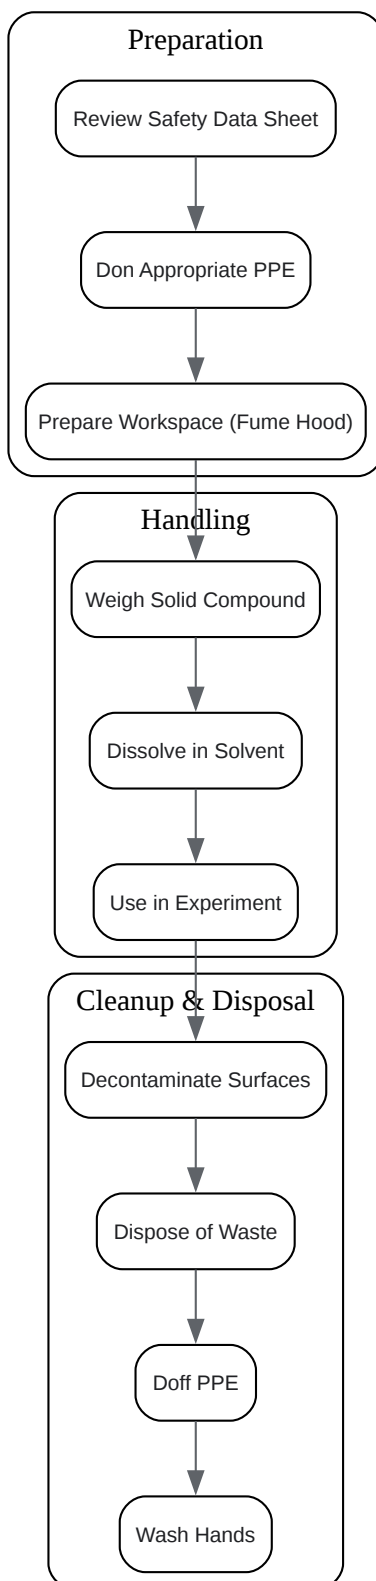 Preparation
Review Safety Data Sheet
Don Appropriate PPE
Prepare Workspace (Fume Hood)
Handling
Weigh Solid Compound
Dissolve in Solvent
Use in Experiment
Cleanup & Disposal
Decontaminate Surfaces
Dispose of Waste
Doff PPE
Wash Hands